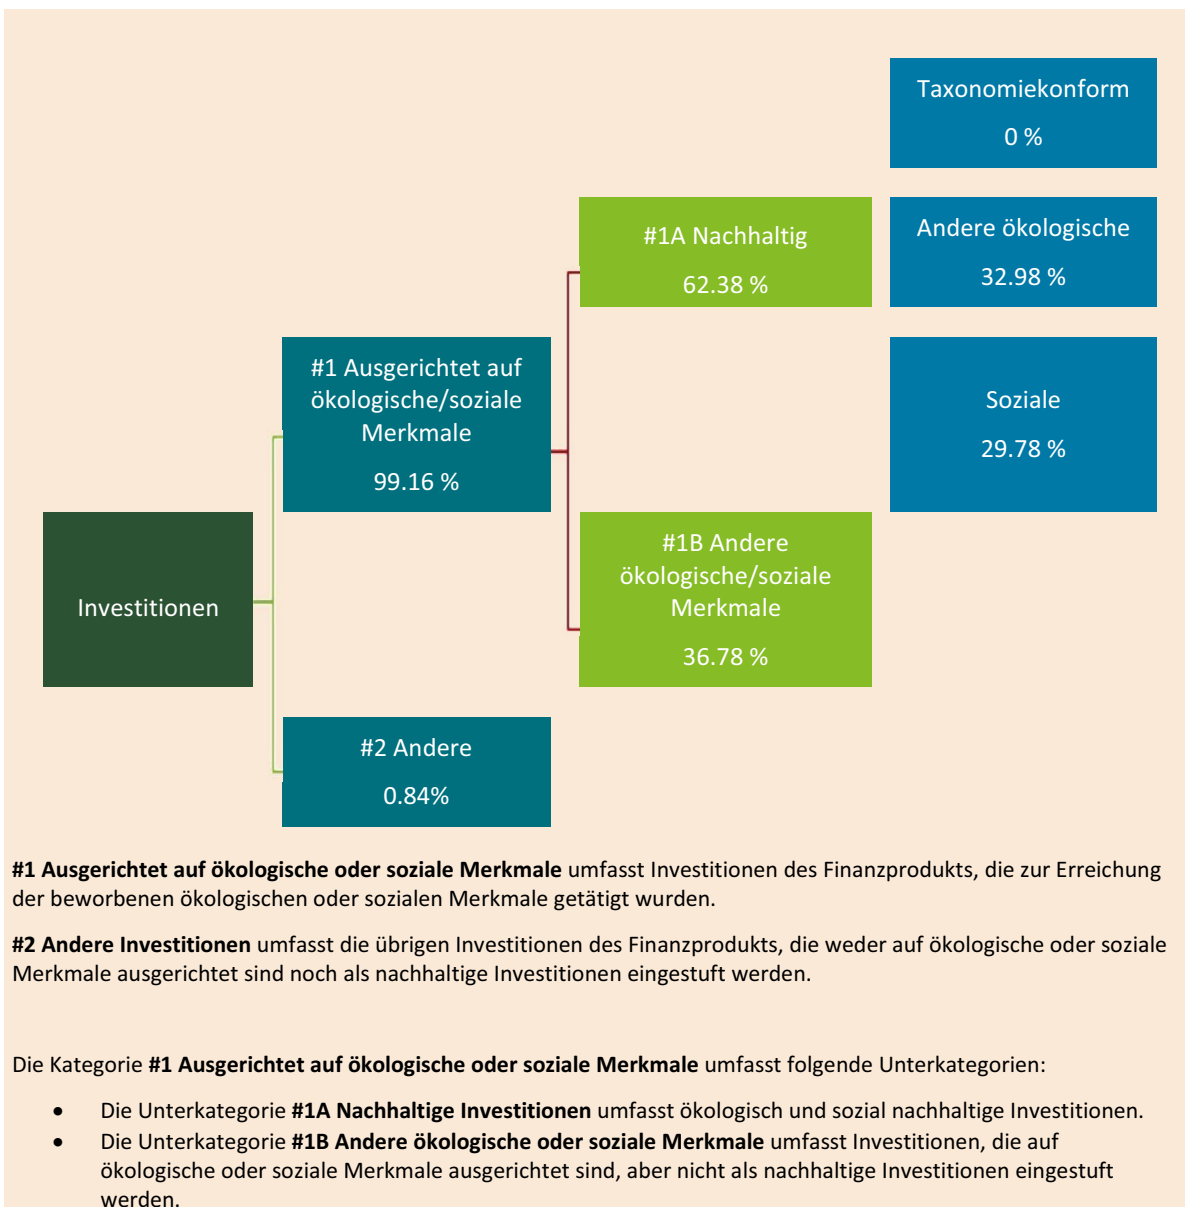 Taxonomiekonform
0 %
#1A Nachhaltig
62.38 %
Andere ökologische
32.98 %
#1 Ausgerichtet auf
ökologische/soziale
Merkmale
99.16 %
Soziale
29.78 %
Investitionen
#1B Andere
ökologische/soziale
Merkmale
36.78 %
#2 Andere
0.84%
#1 Ausgerichtet auf ökologische oder soziale Merkmale umfasst Investitionen des Finanzprodukts, die zur Erreichung
der beworbenen ökologischen oder sozialen Merkmale getätigt wurden.
#2 Andere Investitionen umfasst die übrigen Investitionen des Finanzprodukts, die weder auf ökologische oder soziale
Merkmale ausgerichtet sind noch als nachhaltige Investitionen eingestuft werden.
Die Kategorie #1 Ausgerichtet auf ökologische oder soziale Merkmale umfasst folgende Unterkategorien:
• Die Unterkategorie #1A Nachhaltige Investitionen umfasst ökologisch und sozial nachhaltige Investitionen.
• Die Unterkategorie #1B Andere ökologische oder soziale Merkmale umfasst Investitionen, die auf
ökologische oder soziale Merkmale ausgerichtet sind, aber nicht als nachhaltige Investitionen eingestuft
werden.